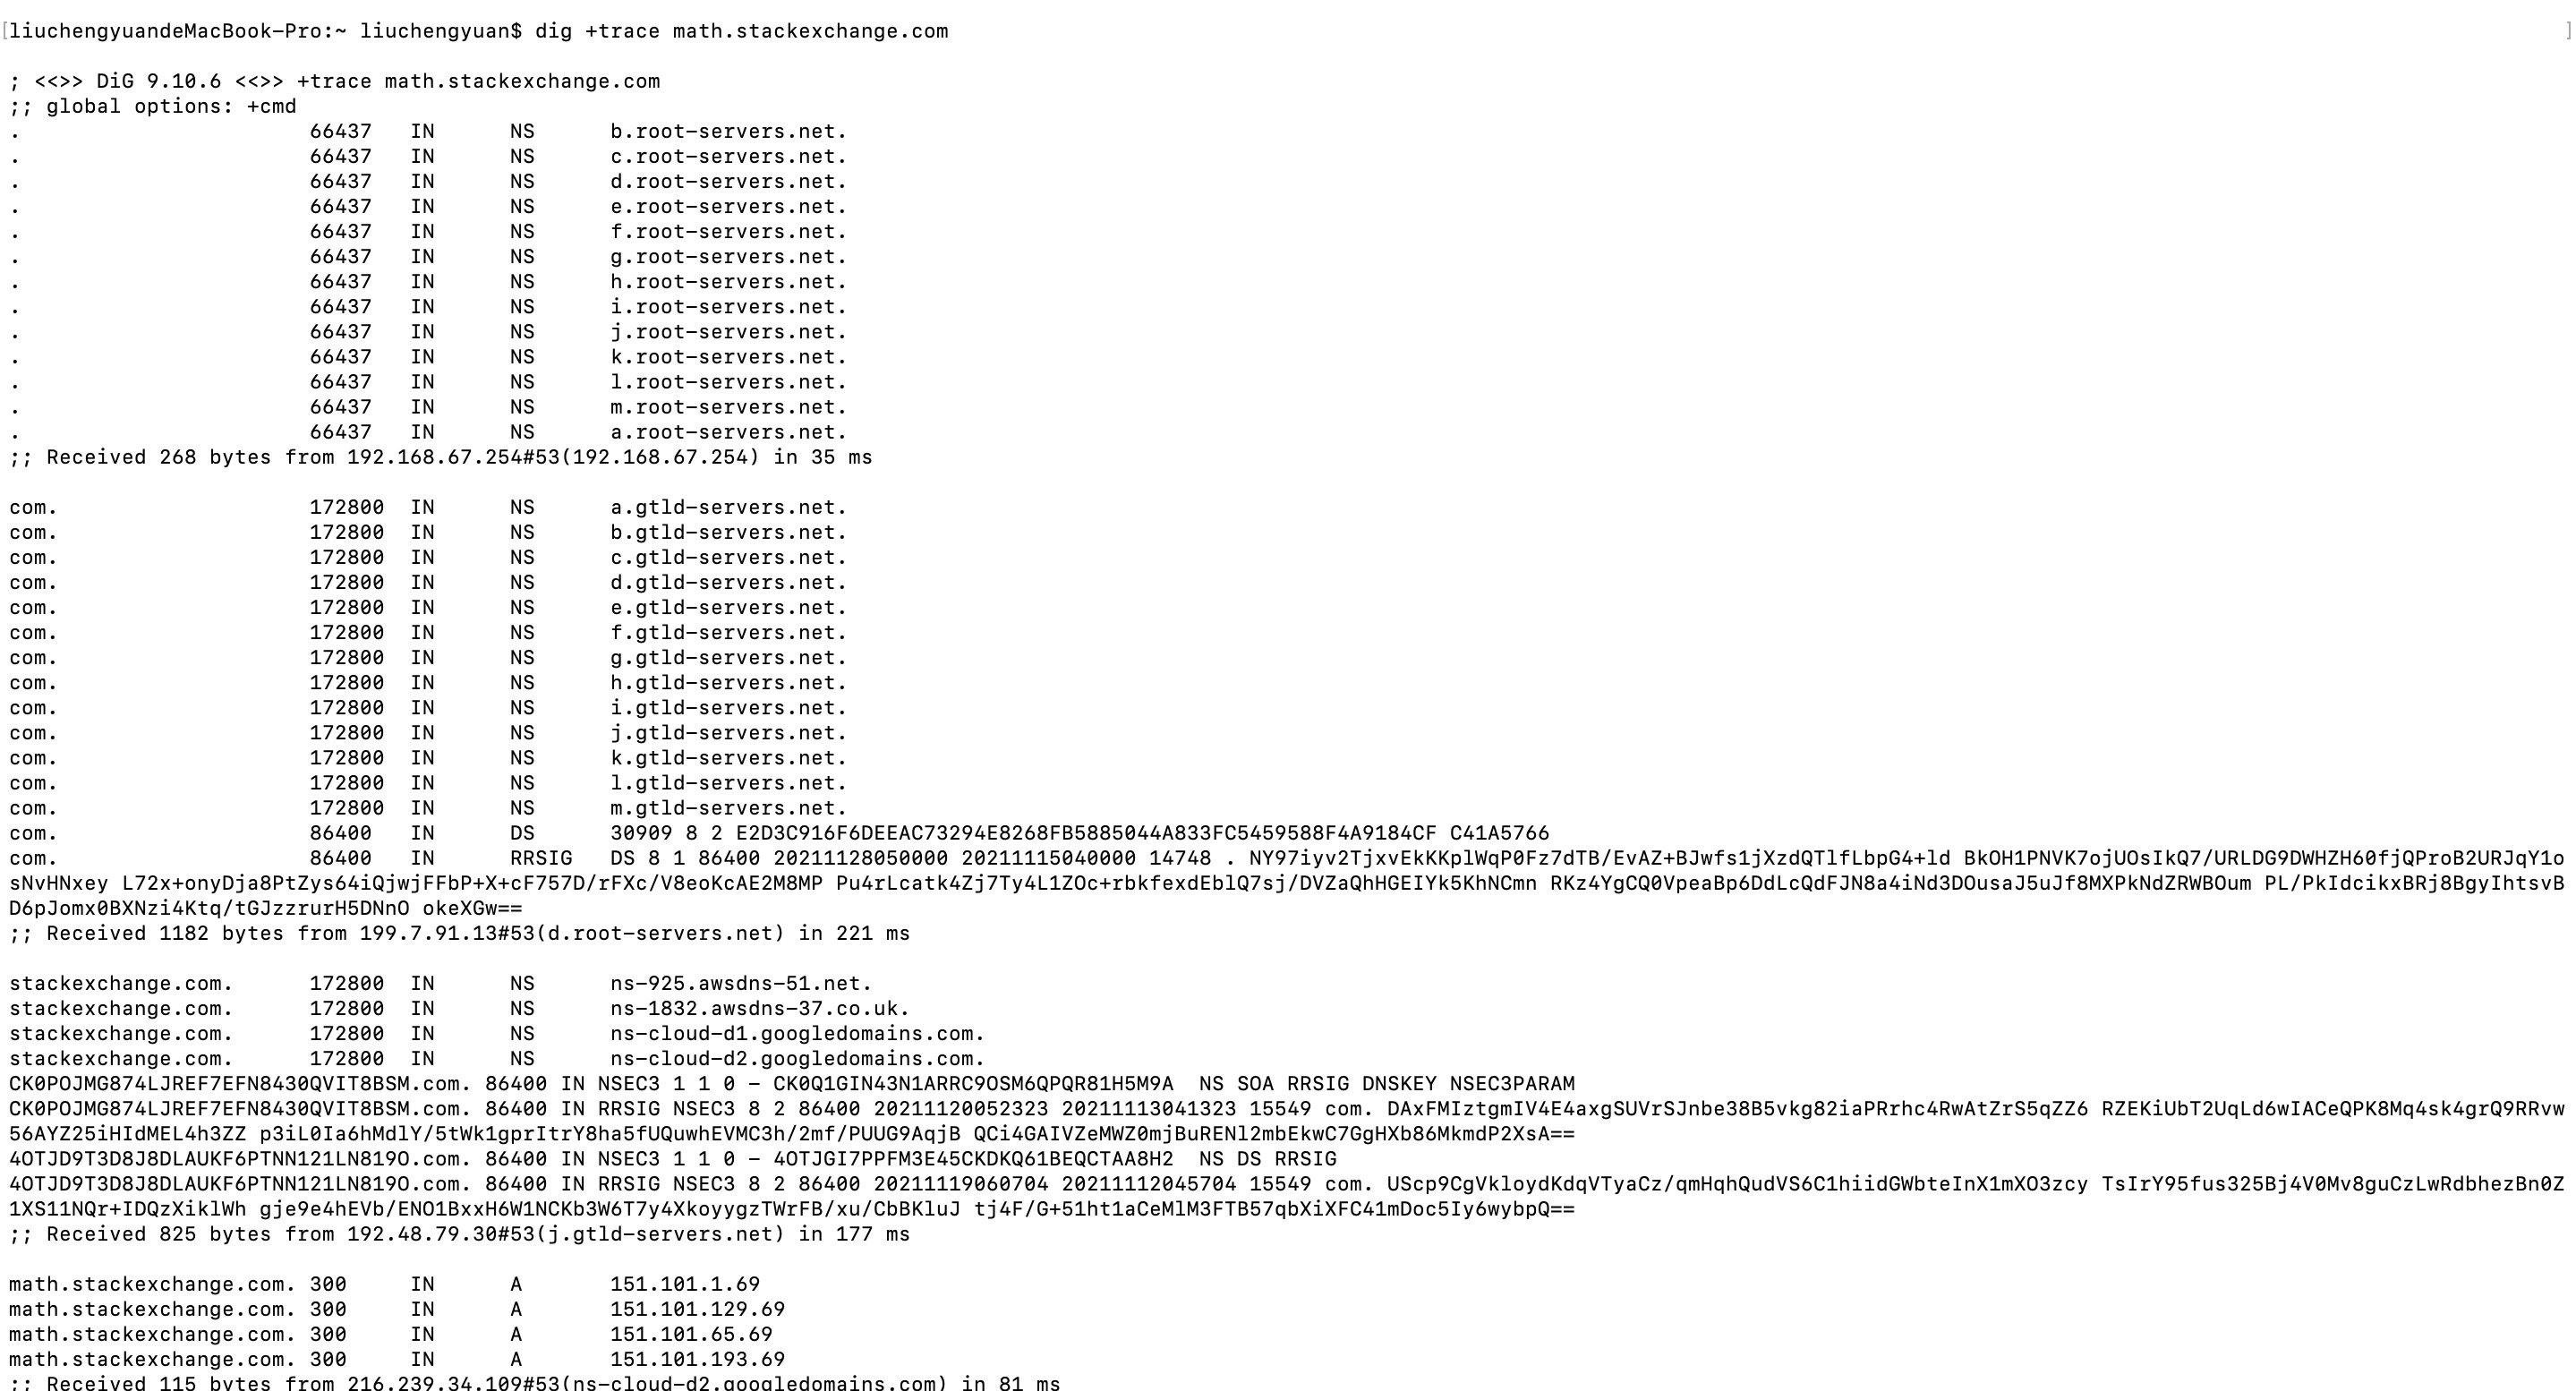 [liuchengyuandeMacBook-Pro:~ liuchengyuan$ dig +trace math.stackexchange.com ]
; <<>> DiG 9.10.6 <<>> +trace math.stackexchange.com
;; global options: +cmd
. 66437 IN NS b.root-servers.net.
. 66437 IN NS c.root-servers.net.
. 66437 IN NS d.root-servers.net.
. 66437 IN NS e.root-servers.net.
. 66437 IN NS f.root-servers.net.
. 66437 IN NS g.root-servers.net.
. 66437 IN NS h.root-servers.net.
. 66437 IN NS i.root-servers.net.
. 66437 IN NS j.root-servers.net.
. 66437 IN NS k.root-servers.net.
. 66437 IN NS l.root-servers.net.
. 66437 IN NS m.root-servers.net.
. 66437 IN NS a.root-servers.net.
;; Received 268 bytes from 192.168.67.254#53(192.168.67.254) in 35 ms
com. 172800 IN NS a.gtld-servers.net.
com. 172800 IN NS b.gtld-servers.net.
com. 172800 IN NS c.gtld-servers.net.
com. 172800 IN NS d.gtld-servers.net.
com. 172800 IN NS e.gtld-servers.net.
com. 172800 IN NS f.gtld-servers.net.
com. 172800 IN NS g.gtld-servers.net.
com. 172800 IN NS h.gtld-servers.net.
com. 172800 IN NS i.gtld-servers.net.
com. 172800 IN NS j.gtld-servers.net.
com. 172800 IN NS k.gtld-servers.net.
com. 172800 IN NS l.gtld-servers.net.
com. 172800 IN NS m.gtld-servers.net.
com. 86400 IN DS 30909 8 2 E2D3C916F6DEEAC73294E8268FB5885044A833FC5459588F4A9184CF C41A5766
com. 86400 IN RRSIG DS 8 1 86400 20211128050000 20211115040000 14748 . NY97iyv2TjxvEkKKplWqP0Fz7dTB/EvAZ+BJwfs1jXzdQTlfLbpG4+ld BkOH1PNVK7ojUOsIkQ7/URLDG9DWHZH60fjQProB2URJqY1o
sNvHNxey L72x+onyDja8PtZys64iQjwjFFbP+X+cF757D/rFXc/V8eoKcAE2M8MP Pu4rLcatk4Zj7Ty4L1ZOc+rbkfexdEblQ7sj/DVZaQhHGEIYk5KhNCmn RKz4YgCQ0VpeaBp6DdLcQdFJN8a4iNd3DOusaJ5uJf8MXPkNdZRWBOum PL/PkIdcikxBRj8BgyIhtsvB
D6pJomx0BXNzi4Ktq/tGJzzrurH5DNnO okeXGw==
;; Received 1182 bytes from 199.7.91.13#53(d.root-servers.net) in 221 ms
stackexchange.com. 172800 IN NS ns-925.awsdns-51.net.
stackexchange.com. 172800 IN NS ns-1832.awsdns-37.co.uk.
stackexchange.com. 172800 IN NS ns-cloud-d1.googledomains.com.
stackexchange.com. 172800 IN NS ns-cloud-d2.googledomains.com.
CK0POJMG874LJREF7EFN8430QVIT8BSM.com. 86400 IN NSEC3 1 1 0 - CK0Q1GIN43N1ARRC9OSM6QPQR81H5M9A NS SOA RRSIG DNSKEY NSEC3PARAM
CK0POJMG874LJREF7EFN8430QVIT8BSM.com. 86400 IN RRSIG NSEC3 8 2 86400 20211120052323 20211113041323 15549 com. DAxFMIztgmIV4E4axgSUVrSJnbe38B5vkg82iaPRrhc4RwAtZrS5qZZ6 RZEKiUbT2UqLd6wIACeQPK8Mq4sk4grQ9RRvw
56AYZ25iHIdMEL4h3ZZ p3iL0Ia6hMdlY/5tWk1gprItrY8ha5fUQuwhEVMC3h/2mf/PUUG9AqjB QCi4GAIVZeMWZ0mjBuRENl2mbEkwC7GgHXb86MkmdP2XsA==
4OTJD9T3D8J8DLAUKF6PTNN121LN819O.com. 86400 IN NSEC3 1 1 0 - 4OTJGI7PPFM3E45CKDKQ61BEQCTAA8H2 NS DS RRSIG
4OTJD9T3D8J8DLAUKF6PTNN121LN819O.com. 86400 IN RRSIG NSEC3 8 2 86400 20211119060704 20211112045704 15549 com. UScp9CgVkloydKdqVTyaCz/qmHqhQudVS6C1hiidGWbteInX1mXO3zcy TsIrY95fus325Bj4V0Mv8guCzLwRdbhezBn0Z
1XS11NQr+IDQzXiklWh gje9e4hEVb/ENO1BxxH6W1NCKb3W6T7y4XkoyygzTWrFB/xu/CbBKluJ tj4F/G+51ht1aCeMlM3FTB57qbXiXFC41mDoc5Iy6wybpQ==
;; Received 825 bytes from 192.48.79.30#53(j.gtld-servers.net) in 177 ms
math.stackexchange.com. 300 IN A 151.101.1.69
math.stackexchange.com. 300 IN A 151.101.129.69
math.stackexchange.com. 300 IN A 151.101.65.69
math.stackexchange.com. 300 IN A 151.101.193.69
;; Received 115 bytes from 216.239.34.109#53(ns-cloud-d2.googledomains.com) in 81 ms